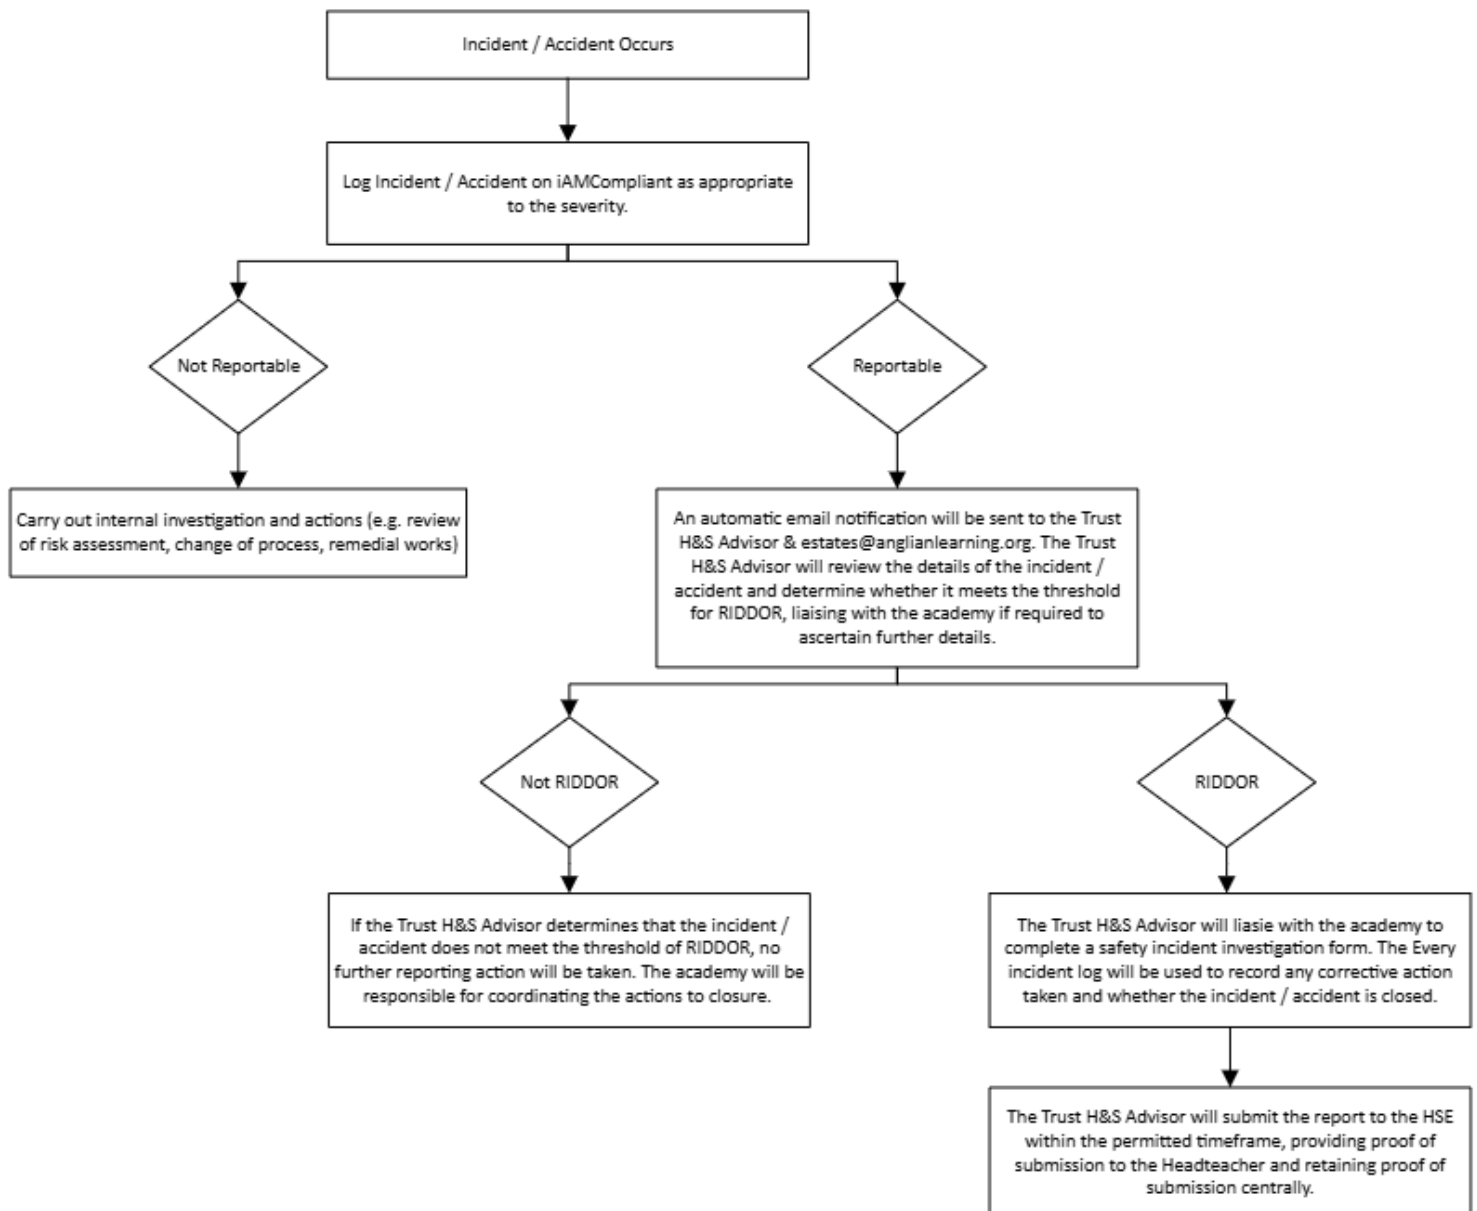 Incident / Accident Occurs
Log Incident / Accident on iAMCompliant as appropriate
to the severity.
Not Reportable
Reportable
Carry out internal investigation and actions (e.g. review
of risk assessment, change of process, remedial works)
An automatic email notification will be sent to the Trust
H&S Advisor & estates@anglianlearning.org. The Trust
H&S Advisor will review the details of the incident /
accident and determine whether it meets the threshold
for RIDDOR, liaising with the academy if required to
ascertain further details.
Not RIDDOR
RIDDOR
If the Trust H&S Advisor determines that the incident /
accident does not meet the threshold of RIDDOR, no
further reporting action will be taken. The academy will be
responsible for coordinating the actions to closure.
The Trust H&S Advisor will liasie with the academy to
complete a safety incident investigation form. The Every
incident log will be used to record any corrective action
taken and whether the incident / accident is closed.
The Trust H&S Advisor will submit the report to the HSE
within the permitted timeframe, providing proof of
submission to the Headteacher and retaining proof of
submission centrally.